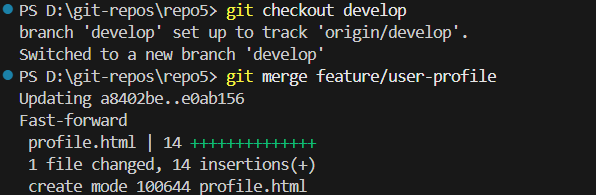 PS D:\git-repos\repo5> git checkout develop
branch 'develop' set up to track 'origin/develop'.
Switched to a new branch 'develop'
PS D:\git-repos\repo5> git merge feature/user-profile
Updating a8402be..e0ab156
Fast-forward
 profile.html | 14 ++++++++++++++
 1 file changed, 14 insertions(+)
 create mode 100644 profile.html